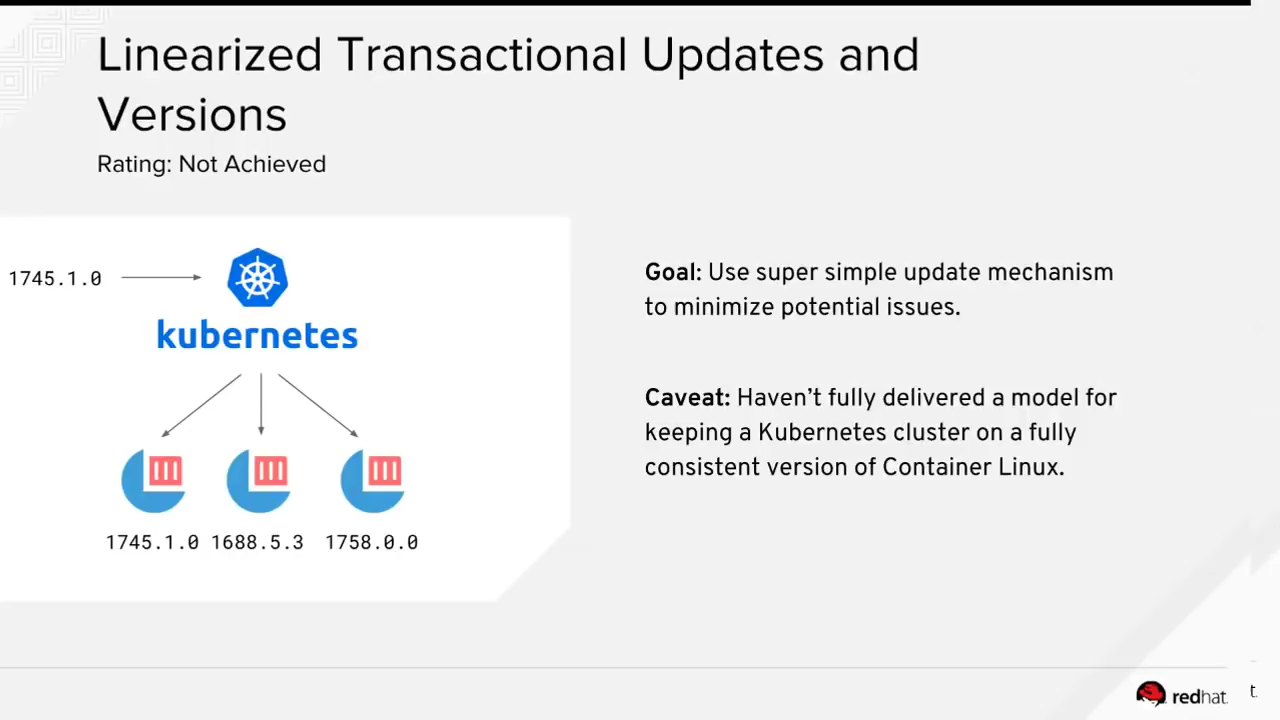 Linearized Transactional Updates and
Versions
Rating: Not Achieved
1745.1.0
kubernetes
1745.1.0 1688.5.3 1758.0.0
Goal: Use super simple update mechanism
to minimize potential issues.
Caveat: Haven’t fully delivered a model for
keeping a Kubernetes cluster on a fully
consistent version of Container Linux.
redhat.
t.